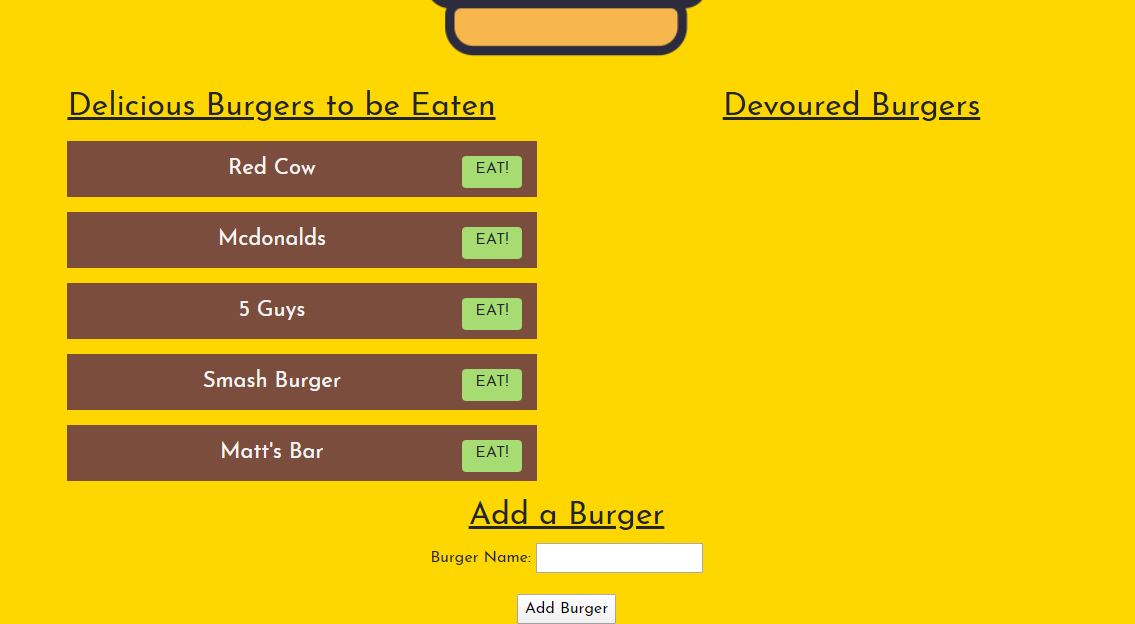 Delicious Burgers to be Eaten
Devoured Burgers
Red Cow
EAT!
Mcdonalds
EAT!
5 Guys
EAT!
Smash Burger
EAT!
Matt's Bar
EAT!
Add a Burger
Burger Name:
Add Burger